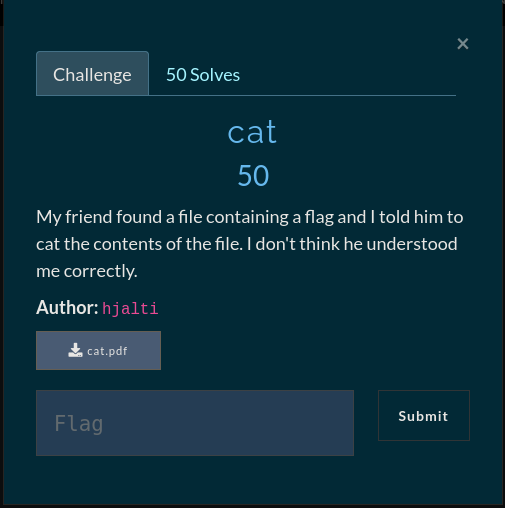 ×
Challenge
50 Solves
cat
50
My friend found a file containing a flag and I told him to
cat the contents of the file. I don't think he understood
me correctly.
Author: hjalti
cat.pdf
Flag
Submit